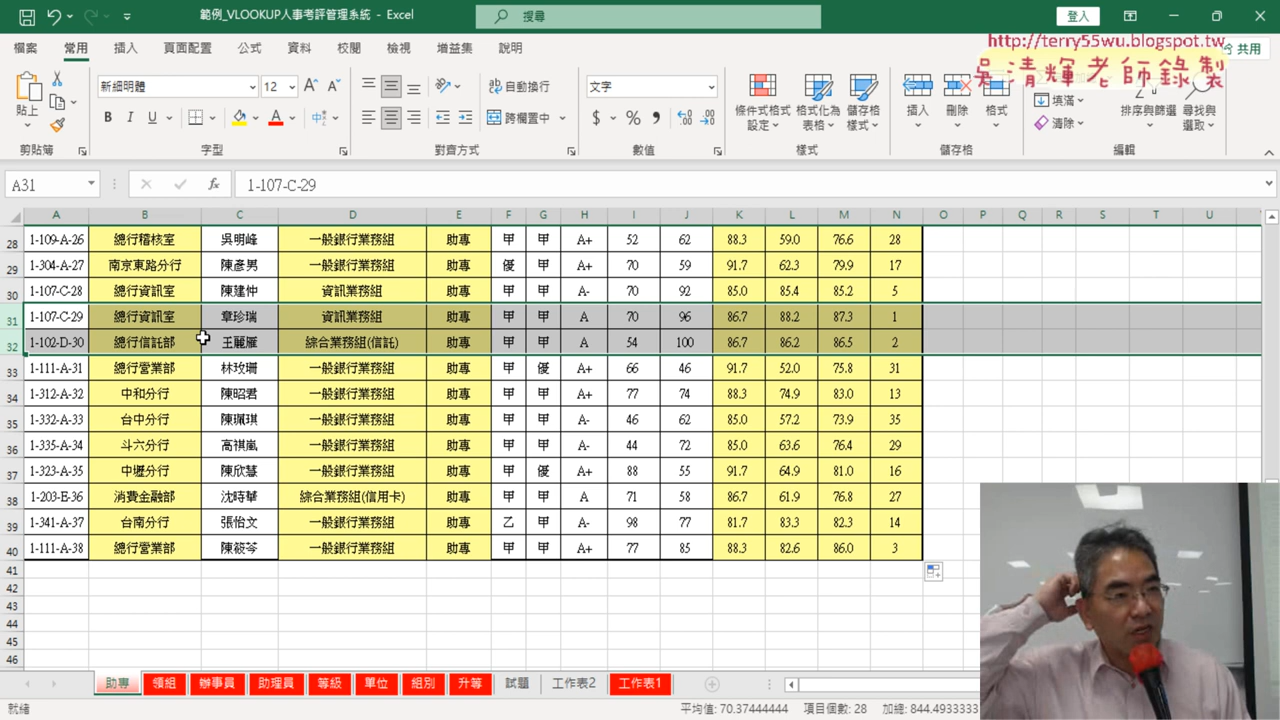 範例_VLOOKUP人事考評管理系統 - Excel
搜尋
登入
檔案 常用 插入 頁面配置 公式 資料 校閱 檢視 增益集 說明
共用
http://terry55wu.blogspot.tw
吳清輝老師錄製
貼上
新細明體 12
自動換行
跨欄置中
文字
條件式格式設定
格式化為表格
儲存格樣式
插入 刪除 格式
填滿
清除
排序與篩選
尋找與選取
剪貼簿 字型 對齊方式 數值 樣式 儲存格 編輯
A31
1-107-C-29
A B C D E F G H I J K L M N O P Q R S T U
28 1-109-A-26 總行稽核室 吳明峰 一般銀行業務組 助專 甲 甲 A+ 52 62 88.3 59.0 76.6 28
29 1-304-A-27 南京東路分行 陳彥男 一般銀行業務組 助專 優 甲 A+ 70 59 91.7 62.3 79.9 17
30 1-107-C-28 總行資訊室 陳建仲 資訊業務組 助專 甲 甲 A- 70 92 85.0 85.4 85.2 5
31 1-107-C-29 總行資訊室 章珍瑞 資訊業務組 助專 甲 甲 A 70 96 86.7 88.2 87.3 1
32 1-102-D-30 總行信託部 王麗雁 綜合業務組(信託) 助專 甲 甲 A 54 100 86.7 86.2 86.5 2
33 1-111-A-31 總行營業部 林玫珊 一般銀行業務組 助專 甲 優 A+ 66 46 91.7 52.0 75.8 31
34 1-312-A-32 中和分行 陳昭君 一般銀行業務組 助專 甲 甲 A+ 77 74 88.3 74.9 83.0 13
35 1-332-A-33 台中分行 陳珮琪 一般銀行業務組 助專 甲 甲 A- 46 62 85.0 57.2 73.9 35
36 1-335-A-34 斗六分行 高祺嵐 一般銀行業務組 助專 甲 甲 A- 44 72 85.0 63.6 76.4 29
37 1-323-A-35 中壢分行 陳欣慧 一般銀行業務組 助專 甲 優 A+ 88 55 91.7 64.9 81.0 16
38 1-203-E-36 消費金融部 沈時華 綜合業務組(信用卡) 助專 甲 甲 A 71 58 86.7 61.9 76.8 27
39 1-341-A-37 台南分行 張怡文 一般銀行業務組 助專 乙 甲 A- 98 77 81.7 83.3 82.3 14
40 1-111-A-38 總行營業部 陳筱芩 一般銀行業務組 助專 甲 甲 A+ 77 85 88.3 82.6 86.0 3
41
42
43
44
45
46
助專 領組 辦事員 助理員 等級 單位 組別 升等 試題 工作表2 工作表1
就緒
平均值: 70.37444444 項目個數: 28 加總: 844.4933333